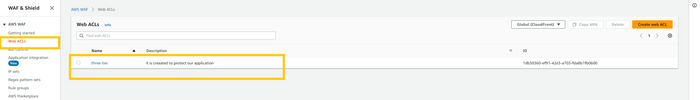 WAF & Shield
AWS WAF
Getting started
Web ACLs
Application integration
New
IP sets
Regex pattern sets
Rule groups
AWS Marketplace
AWS WAF > Web ACLs
Web ACLs Info
Global (CloudFront)
Copy ARN
Delete
Create web ACL
Find web ACLs
1
Name
Description
ID
three-tier
It is created to protect our application